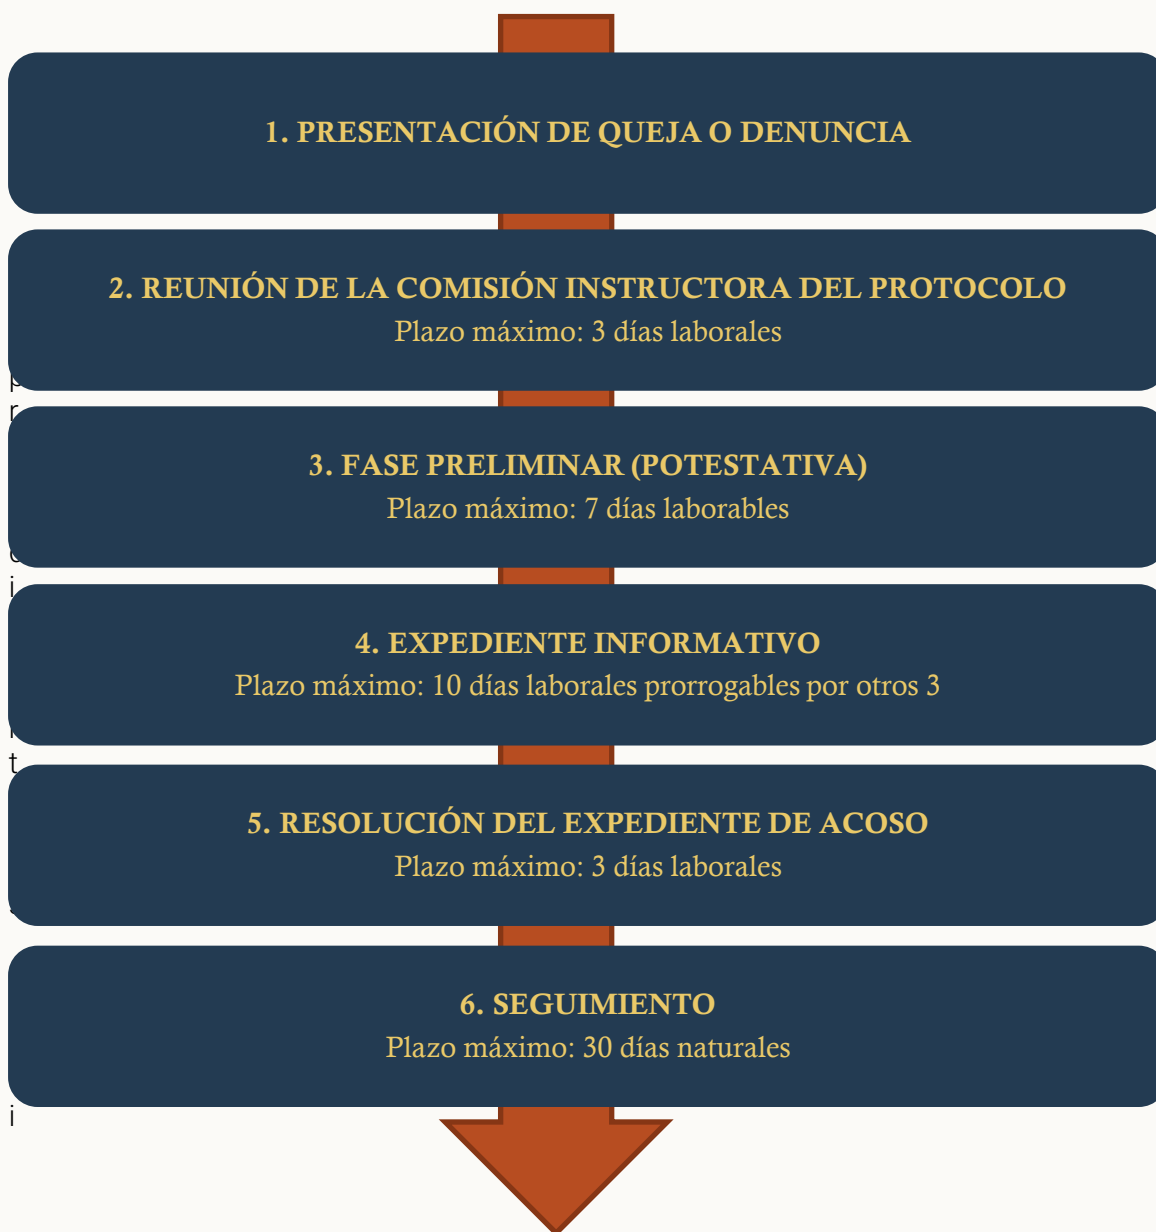 1. PRESENTACIÓN DE QUEJA O DENUNCIA
2. REUNIÓN DE LA COMISIÓN INSTRUCTORA DEL PROTOCOLO
Plazo máximo: 3 días laborales
3. FASE PRELIMINAR (POTESTATIVA)
Plazo máximo: 7 días laborables
4. EXPEDIENTE INFORMATIVO
Plazo máximo: 10 días laborales prorrogables por otros 3
5. RESOLUCIÓN DEL EXPEDIENTE DE ACOSO
Plazo máximo: 3 días laborales
6. SEGUIMIENTO
Plazo máximo: 30 días naturales